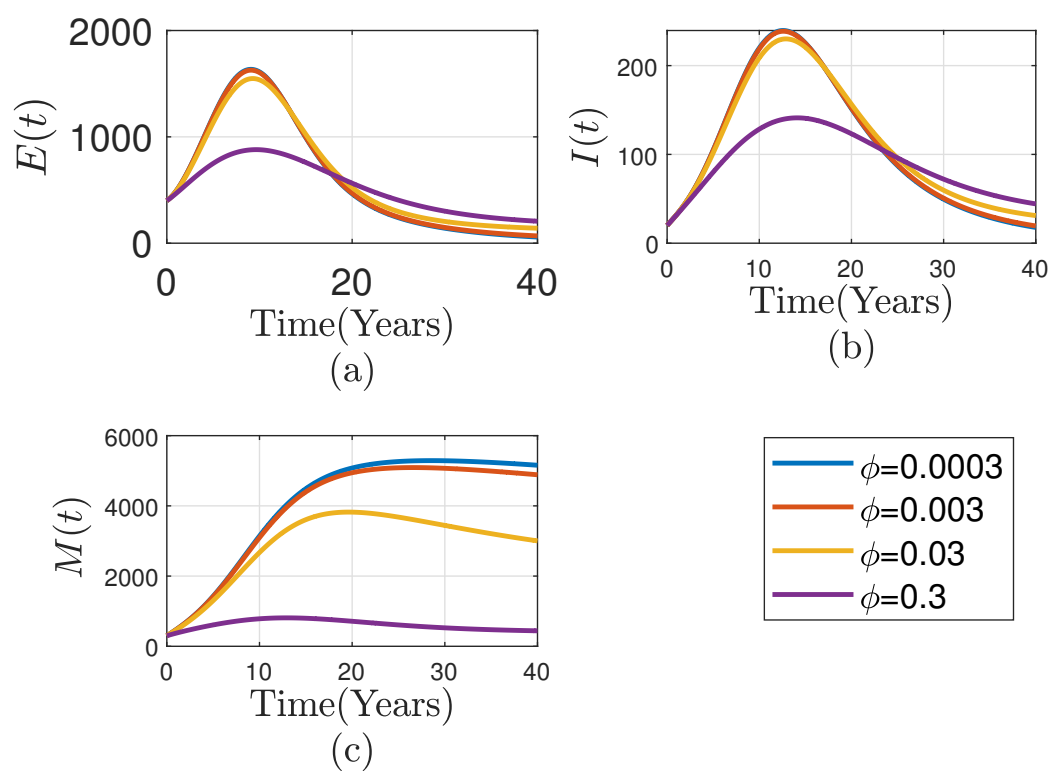 2000
1000
0
E(t)
0 20 40
Time(Years)
(a)
200
100
0
I(t)
0 10 20 30 40
Time(Years)
(b)
6000
4000
2000
0
M(t)
0 10 20 30 40
Time(Years)
(c)
ϕ=0.0003
ϕ=0.003
ϕ=0.03
ϕ=0.3